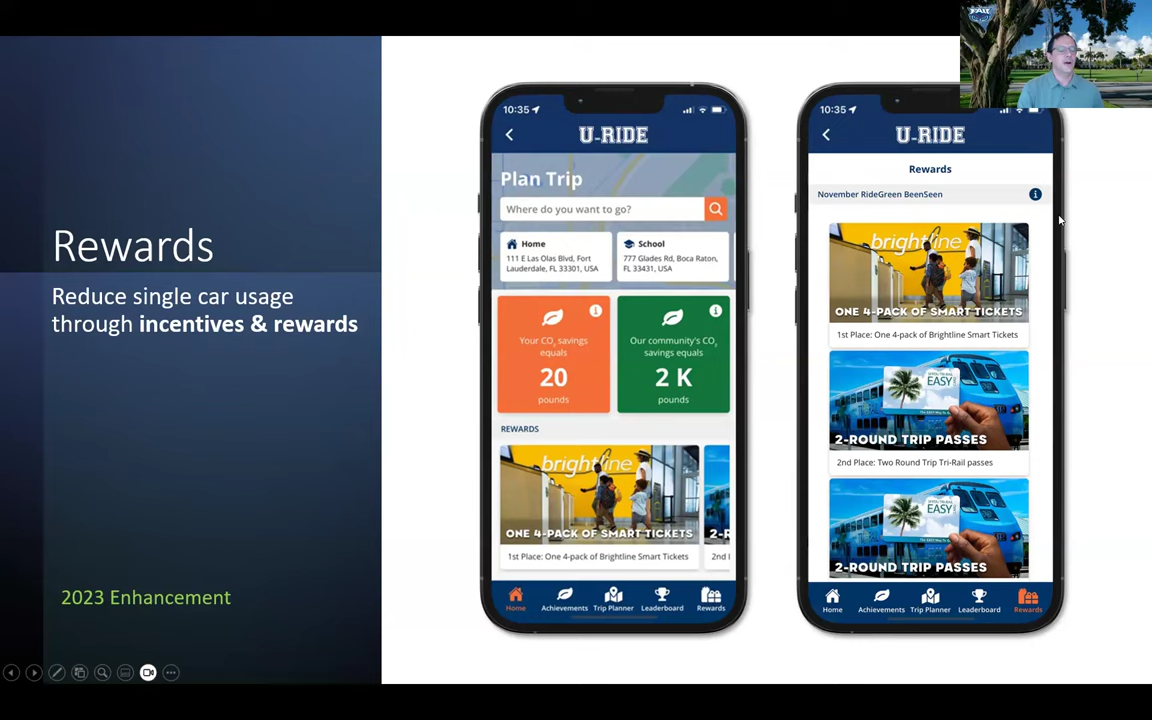 Rewards
Reduce single car usage
through incentives & rewards
2023 Enhancement
10:35
U-RIDE
Plan Trip
Where do you want to go?
Home
111 E Las Olas Blvd, Fort
Lauderdale, FL 33301, USA
School
777 Glades Rd, Boca Raton,
FL 33431, USA
Your CO₂ savings
equals
20
pounds
Our community's CO₂
savings equals
2 K
pounds
REWARDS
brightline
ONE 4-PACK OF SMART TICKETS
1st Place: One 4-pack of Brightline Smart Tickets
2-R
2nd
Home
Achievements
Trip Planner
Leaderboard
Rewards
FAU
10:35
U-RIDE
Rewards
November RideGreen BeenSeen
brightline
ONE 4-PACK OF SMART TICKETS
1st Place: One 4-pack of Brightline Smart Tickets
EASY
2-ROUND TRIP PASSES
2nd Place: Two Round Trip Tri-Rail passes
EASY
2-ROUND TRIP PASSES
Home
Achievements
Trip Planner
Leaderboard
Rewards